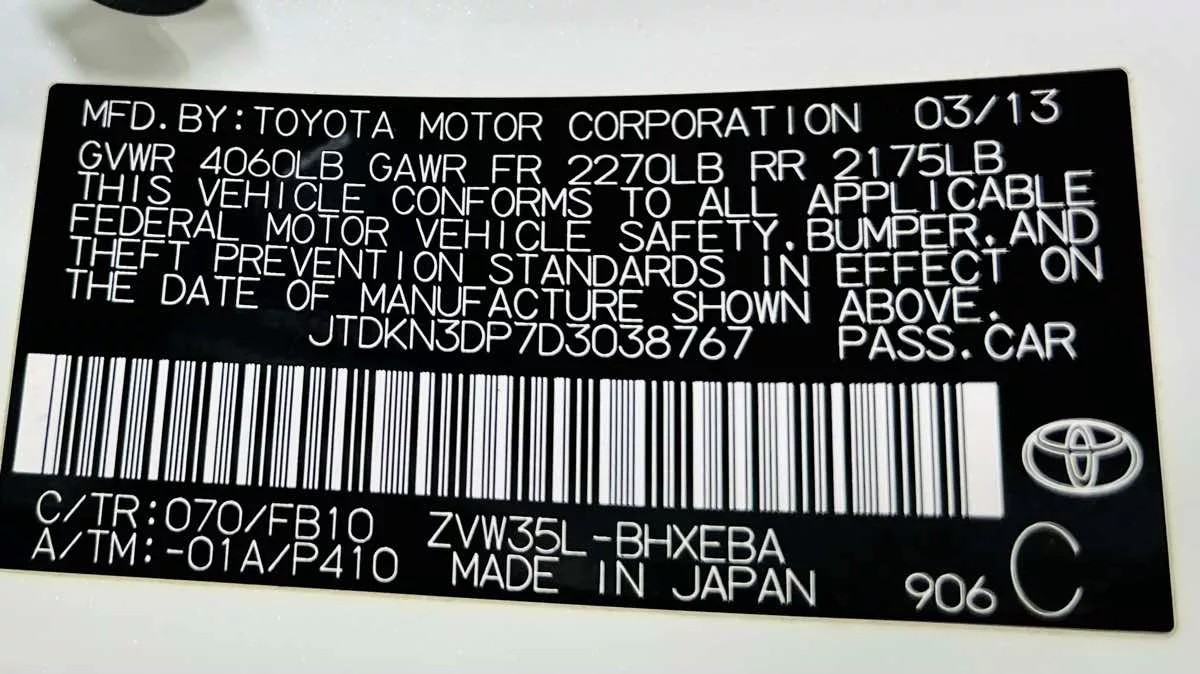 MFD.BY:TOYOTA MOTOR CORPORATION 03/13
GVWR 4060LB GAWR FR 2270LB RR 2175LB
THIS VEHICLE CONFORMS TO ALL APPLICABLE
FEDERAL MOTOR VEHICLE SAFETY.BUMPER.AND
THEFT PREVENTION STANDARDS IN EFFECT ON
THE DATE OF MANUFACTURE SHOWN ABOVE.
JTDKN3DP7D3038767 PASS.CAR
C/TR:070/FB10 ZVW35L-BHXEBA
A/TM:-01A/P410 MADE IN JAPAN 906 C